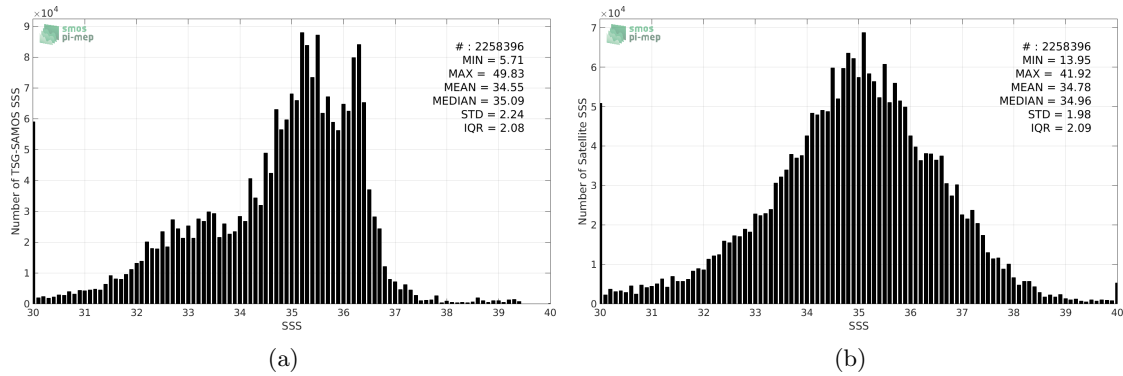 ×10⁴
smos
pi-mep
# : 2258396
MIN = 5.71
MAX = 49.83
MEAN = 34.55
MEDIAN = 35.09
STD = 2.24
IQR = 2.08
Number of TSG-SAMOS SSS
9
8
7
6
5
4
3
2
1
0
30 31 32 33 34 35 36 37 38 39 40
SSS
(a)
×10⁴
smos
pi-mep
# : 2258396
MIN = 13.95
MAX = 41.92
MEAN = 34.78
MEDIAN = 34.96
STD = 1.98
IQR = 2.09
Number of Satellite SSS
7
6
5
4
3
2
1
0
30 31 32 33 34 35 36 37 38 39 40
SSS
(b)